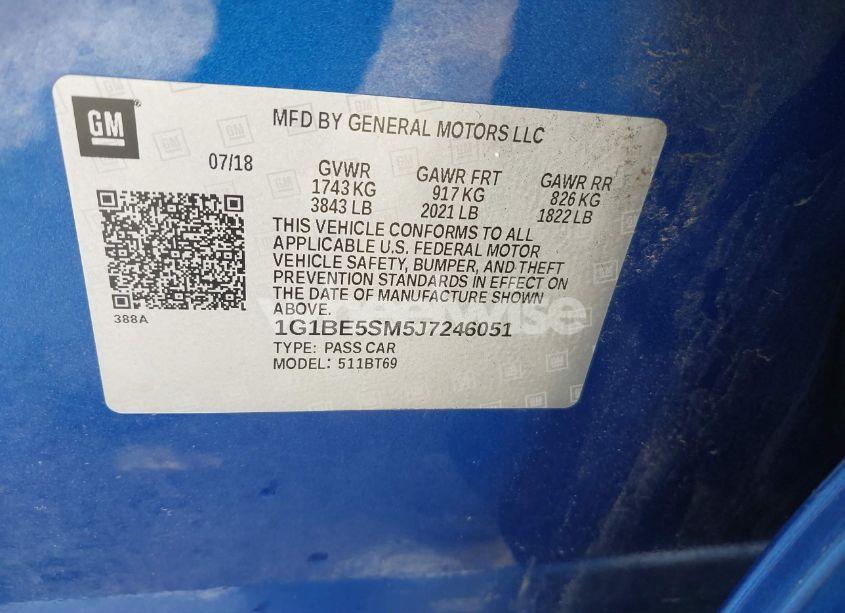 GM
MFD BY GENERAL MOTORS LLC
07/18
GVWR GAWR FRT GAWR RR
1743 KG 917 KG 826 KG
3843 LB 2021 LB 1822 LB
THIS VEHICLE CONFORMS TO ALL
APPLICABLE U.S. FEDERAL MOTOR
VEHICLE SAFETY, BUMPER, AND THEFT
PREVENTION STANDARDS IN EFFECT ON
THE DATE OF MANUFACTURE SHOWN
ABOVE.
388A
1G1BE5SM5J7246051
TYPE: PASS CAR
MODEL: 511BT69